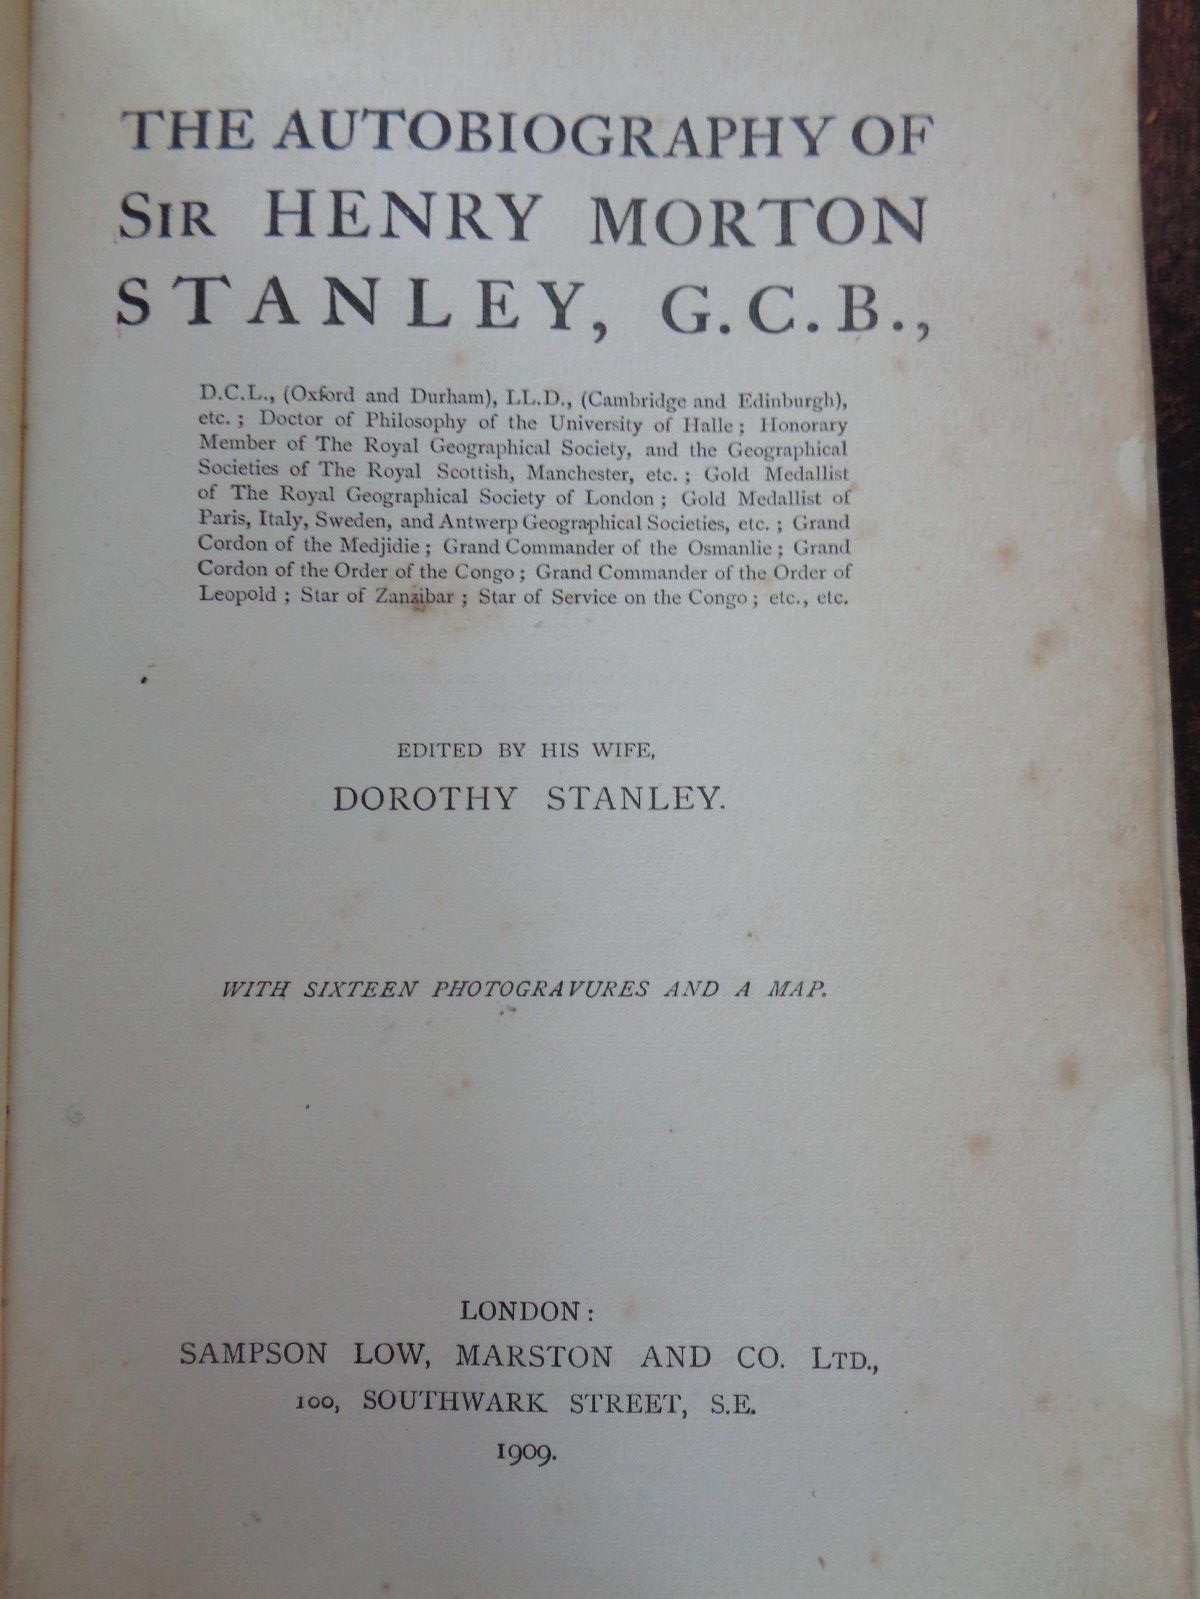 THE AUTOBIOGRAPHY OF
SIR HENRY MORTON
STANLEY, G.C.B.,
D.C.L., (Oxford and Durham), LL.D., (Cambridge and Edinburgh),
etc. ; Doctor of Philosophy of the University of Halle ; Honorary
Member of The Royal Geographical Society, and the Geographical
Societies of The Royal Scottish, Manchester, etc. ; Gold Medallist
of The Royal Geographical Society of London ; Gold Medallist of
Paris, Italy, Sweden, and Antwerp Geographical Societies, etc. ; Grand
Cordon of the Medjidie ; Grand Commander of the Osmanlie ; Grand
Cordon of the Order of the Congo ; Grand Commander of the Order of
Leopold ; Star of Zanzibar ; Star of Service on the Congo ; etc., etc.
EDITED BY HIS WIFE,
DOROTHY STANLEY.
WITH SIXTEEN PHOTOGRAVURES AND A MAP.
LONDON :
SAMPSON LOW, MARSTON AND CO. LTD.,
100, SOUTHWARK STREET, S.E.
1909.